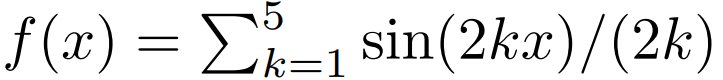 f(x) = ∑_{k=1}^{5} sin(2kx)/(2k)